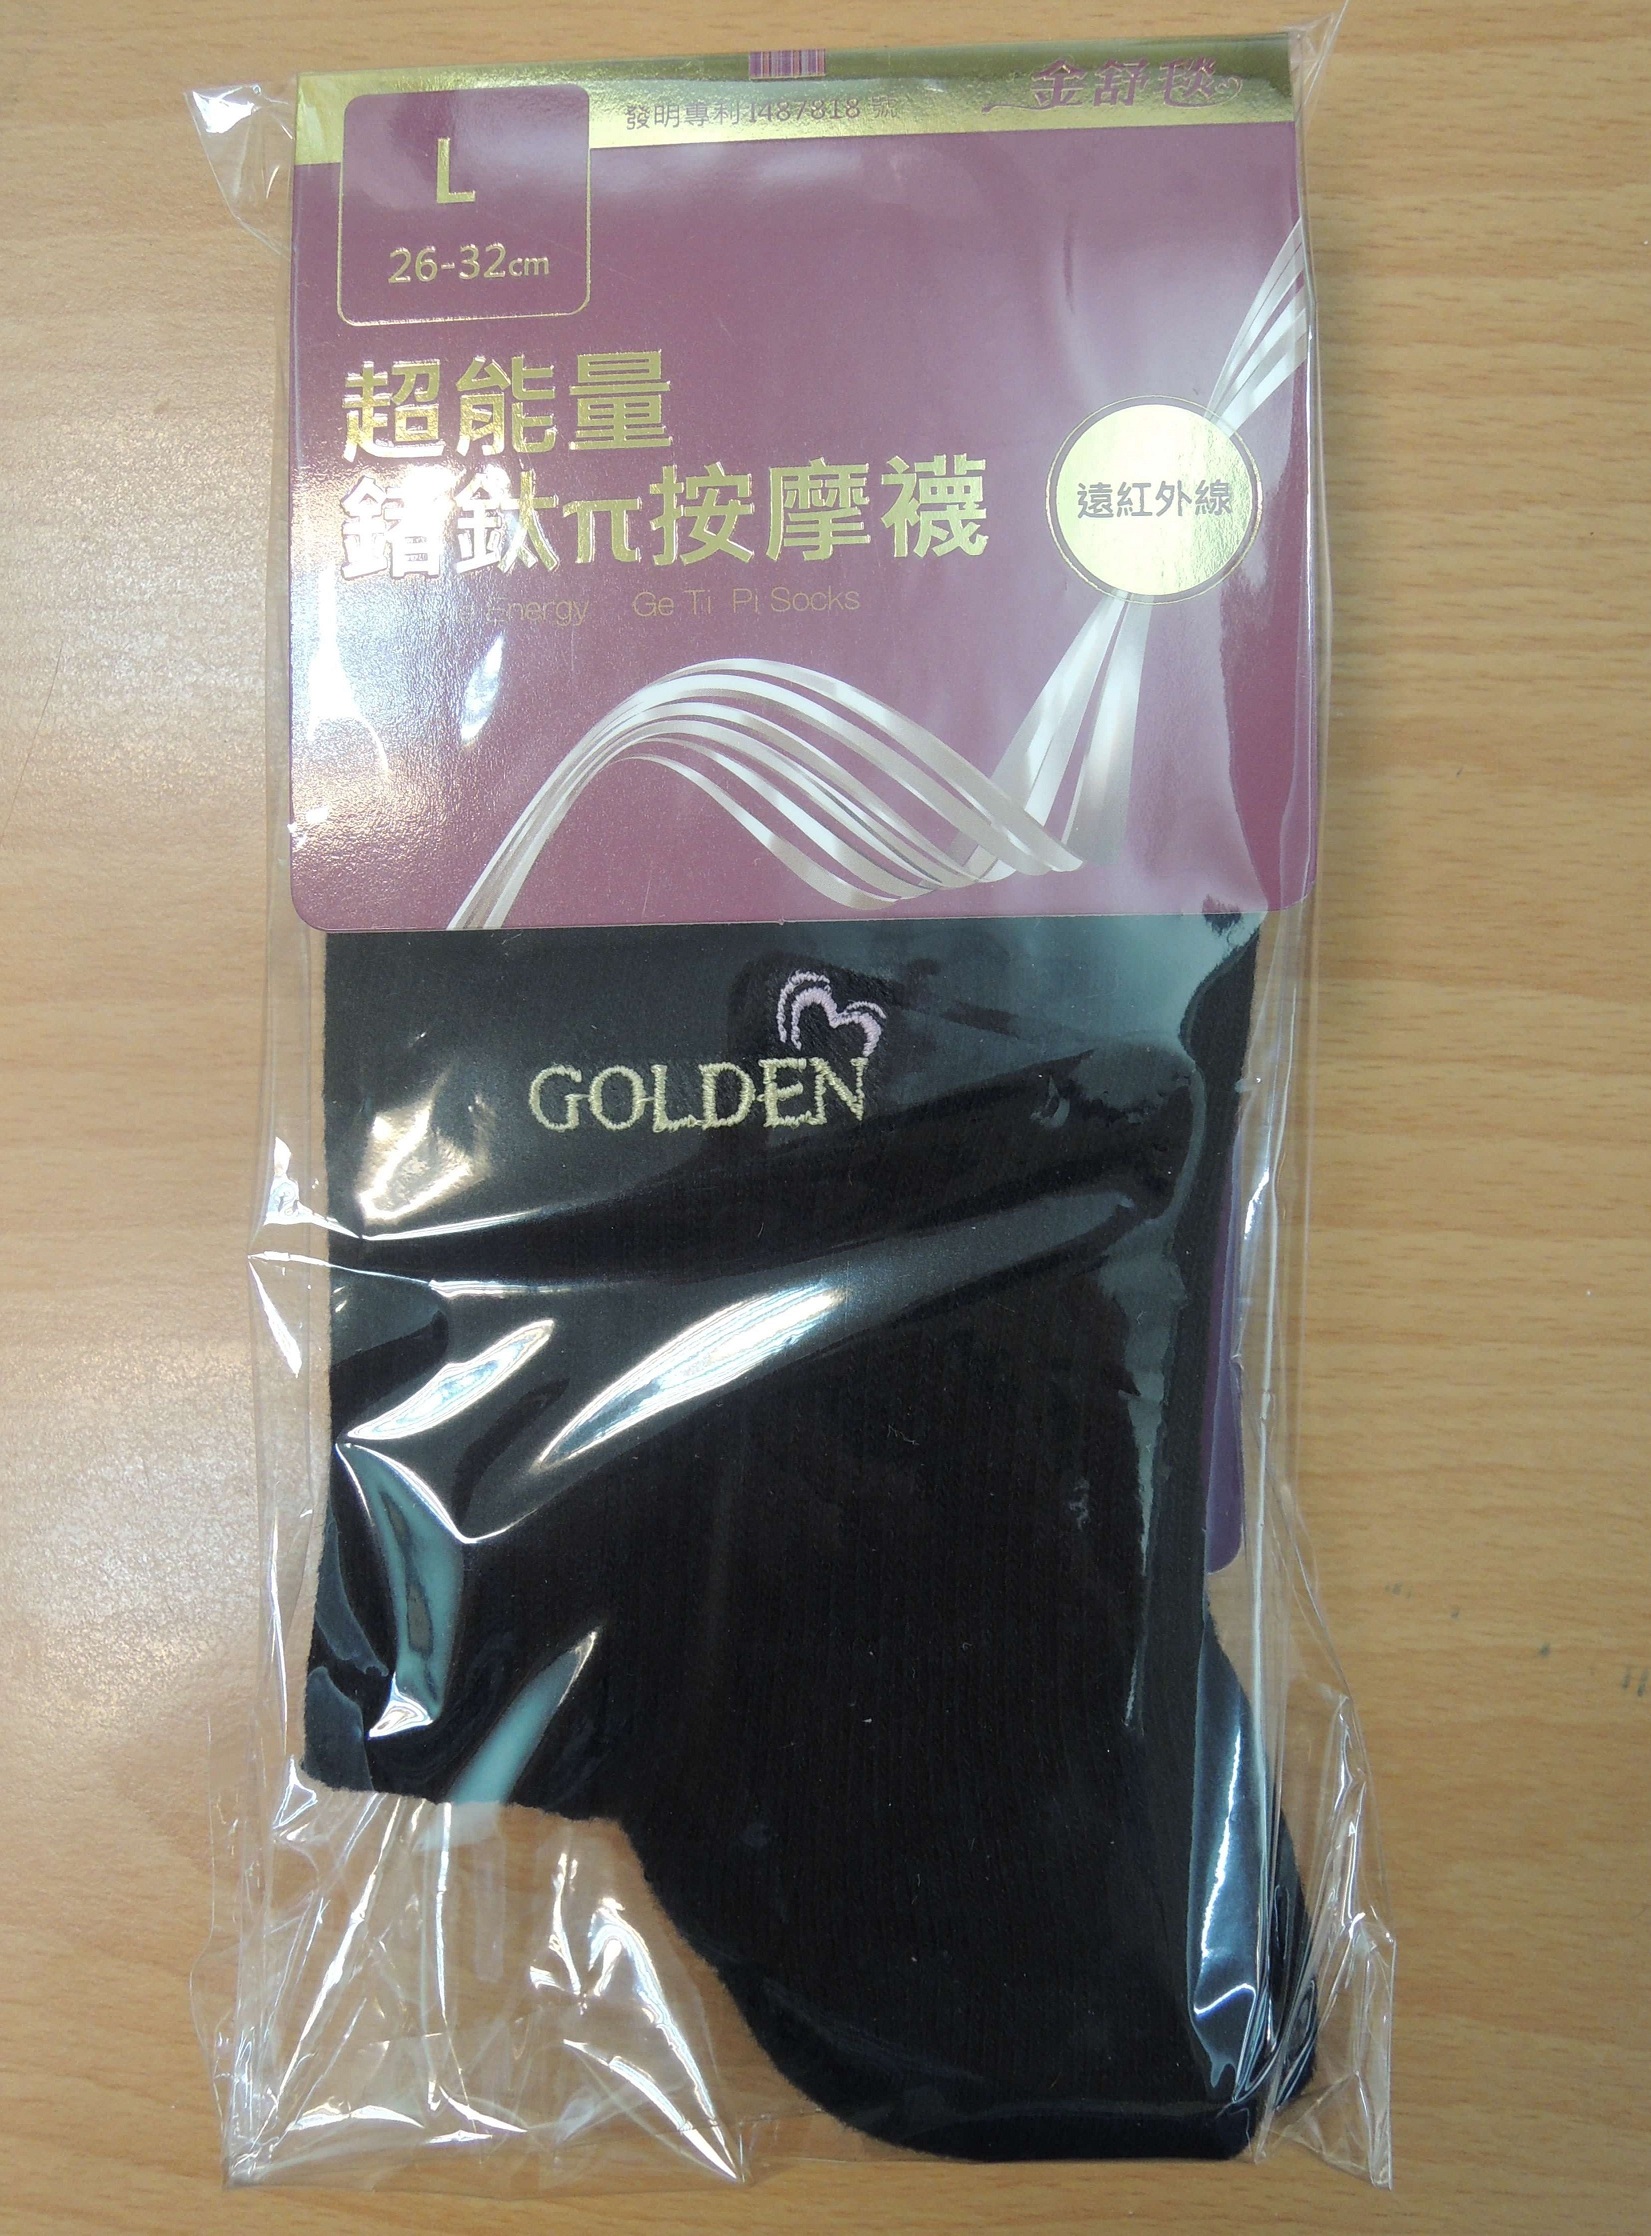 金舒毯
發明專利I487818號
L
26-32cm
超能量
鍺鈦π按摩襪
遠紅外線
Energy Ge Ti Pi Socks
GOLDEN